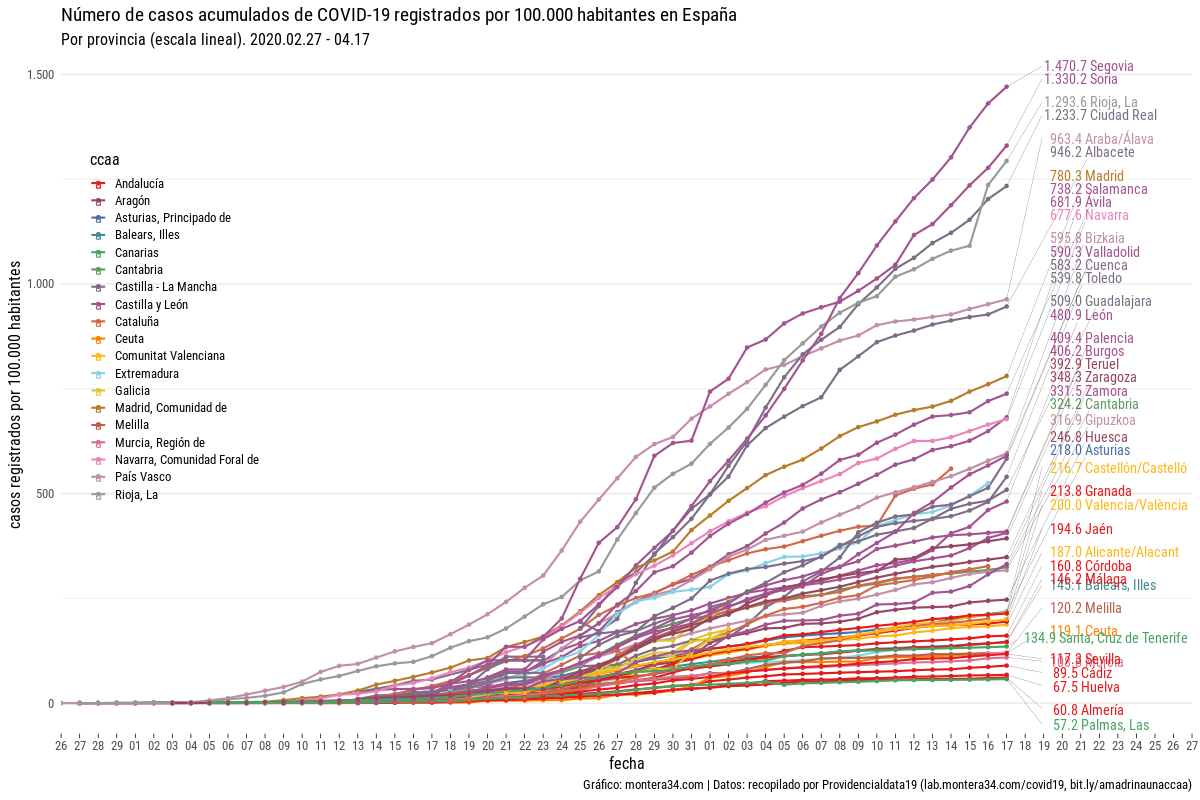 Número de casos acumulados de COVID-19 registrados por 100.000 habitantes en España
Por provincia (escala lineal). 2020.02.27 - 04.17
casos registrados por 100.000 habitantes
1.500
1.000
500
0
ccaa
Andalucía
Aragón
Asturias, Principado de
Balears, Illes
Canarias
Cantabria
Castilla - La Mancha
Castilla y León
Cataluña
Ceuta
Comunitat Valenciana
Extremadura
Galicia
Madrid, Comunidad de
Melilla
Murcia, Región de
Navarra, Comunidad Foral de
País Vasco
Rioja, La
1.470.7 Segovia
1.330.2 Soria
1.293.6 Rioja, La
1.233.7 Ciudad Real
963.4 Araba/Álava
946.2 Albacete
780.3 Madrid
738.2 Salamanca
681.9 Ávila
677.6 Navarra
595.8 Bizkaia
590.3 Valladolid
583.2 Cuenca
539.8 Toledo
509.0 Guadalajara
480.9 León
409.4 Palencia
406.2 Burgos
392.9 Teruel
348.3 Zaragoza
331.5 Zamora
324.2 Cantabria
316.9 Gipuzkoa
246.8 Huesca
218.0 Asturias
216.7 Castellón/Castelló
213.8 Granada
200.0 Valencia/València
194.6 Jaén
187.0 Alicante/Alacant
160.8 Córdoba
146.2 Málaga
Balears, Illes
120.2 Melilla
119.1 Ceuta
134.9 Santa, Cruz de Tenerife
117.3 Sevilla
89.5 Cádiz
67.5 Huelva
60.8 Almería
57.2 Palmas, Las
26 27 28 29 01 02 03 04 05 06 07 08 09 10 11 12 13 14 15 16 17 18 19 20 21 22 23 24 25 26 27 28 29 30 31 01 02 03 04 05 06 07 08 09 10 11 12 13 14 15 16 17 18 19 20 21 22 23 24 25 26 27
fecha
Gráfico: montera34.com | Datos: recopilado por Providencialdata19 (lab.montera34.com/covid19, bit.ly/amadrinaunaccaa)